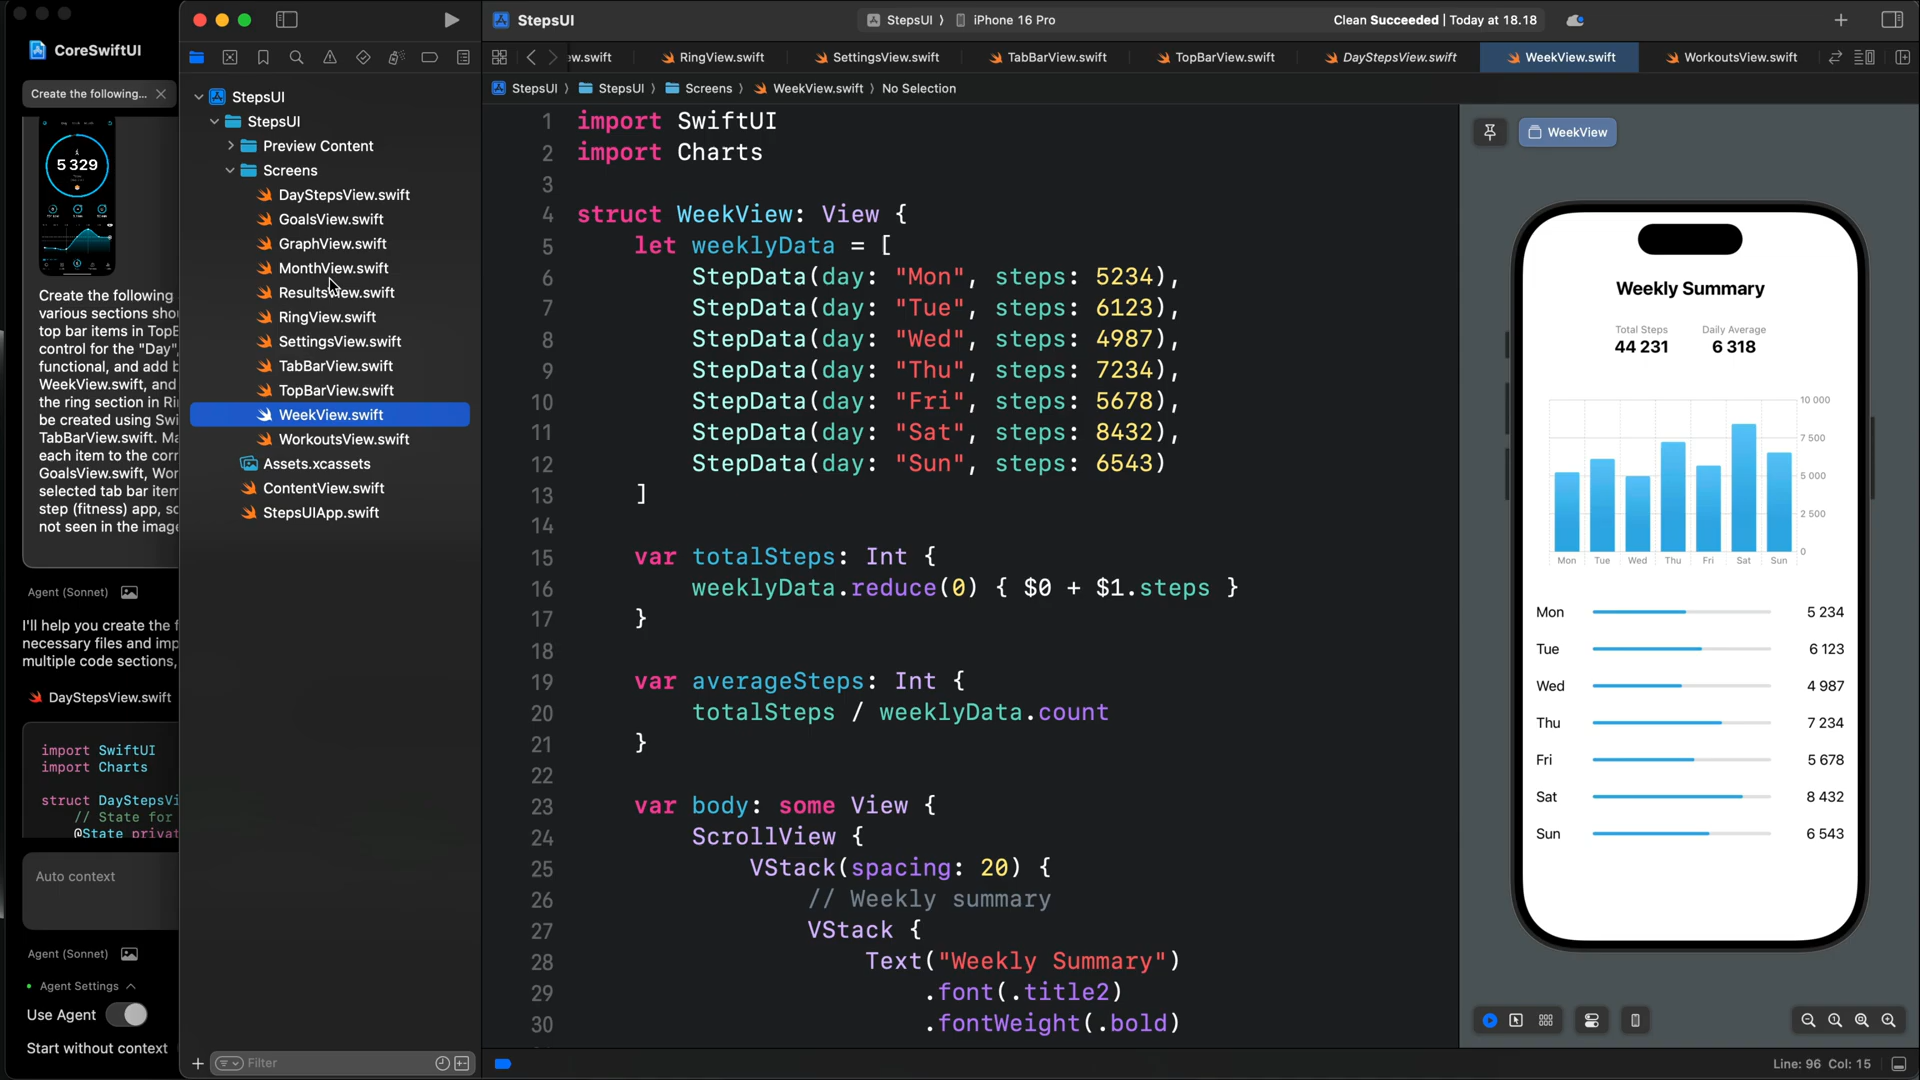 CoreSwiftUI
Create the following...
5 329
Create the following
various sections sho
top bar items in TopB
control for the "Day",
functional, and add b
WeekView.swift, and
the ring section in Ri
be created using Swi
TabBarView.swift. Ma
each item to the corr
GoalsView.swift, Wor
selected tab bar item
step (fitness) app, so
not seen in the image
Agent (Sonnet)
I'll help you create the f
necessary files and imp
multiple code sections,
DayStepsView.swift
import SwiftUI
import Charts
struct DayStepsVi
// State for
@State privat
Auto context
Agent (Sonnet)
Agent Settings
Use Agent
Start without context
StepsUI
StepsUI
Preview Content
Screens
DayStepsView.swift
GoalsView.swift
GraphView.swift
MonthView.swift
ResultsView.swift
RingView.swift
SettingsView.swift
TabBarView.swift
TopBarView.swift
WeekView.swift
WorkoutsView.swift
Assets.xcassets
ContentView.swift
StepsUIApp.swift
Filter
StepsUI
StepsUI 〉 iPhone 16 Pro
Clean Succeeded | Today at 18.18
w.swift RingView.swift SettingsView.swift TabBarView.swift TopBarView.swift DayStepsView.swift WeekView.swift WorkoutsView.swift
StepsUI 〉 StepsUI 〉 Screens 〉 WeekView.swift 〉 No Selection
1 import SwiftUI
2 import Charts
3
4 struct WeekView: View {
5 let weeklyData = [
6 StepData(day: "Mon", steps: 5234),
7 StepData(day: "Tue", steps: 6123),
8 StepData(day: "Wed", steps: 4987),
9 StepData(day: "Thu", steps: 7234),
10 StepData(day: "Fri", steps: 5678),
11 StepData(day: "Sat", steps: 8432),
12 StepData(day: "Sun", steps: 6543)
13 ]
14
15 var totalSteps: Int {
16 weeklyData.reduce(0) { $0 + $1.steps }
17 }
18
19 var averageSteps: Int {
20 totalSteps / weeklyData.count
21 }
22
23 var body: some View {
24 ScrollView {
25 VStack(spacing: 20) {
26 // Weekly summary
27 VStack {
28 Text("Weekly Summary")
29 .font(.title2)
30 .fontWeight(.bold)
WeekView
Weekly Summary
Total Steps Daily Average
44 231 6 318
10 000
7 500
5 000
2 500
0
Mon Tue Wed Thu Fri Sat Sun
Mon 5 234
Tue 6 123
Wed 4 987
Thu 7 234
Fri 5 678
Sat 8 432
Sun 6 543
Line: 96 Col: 15